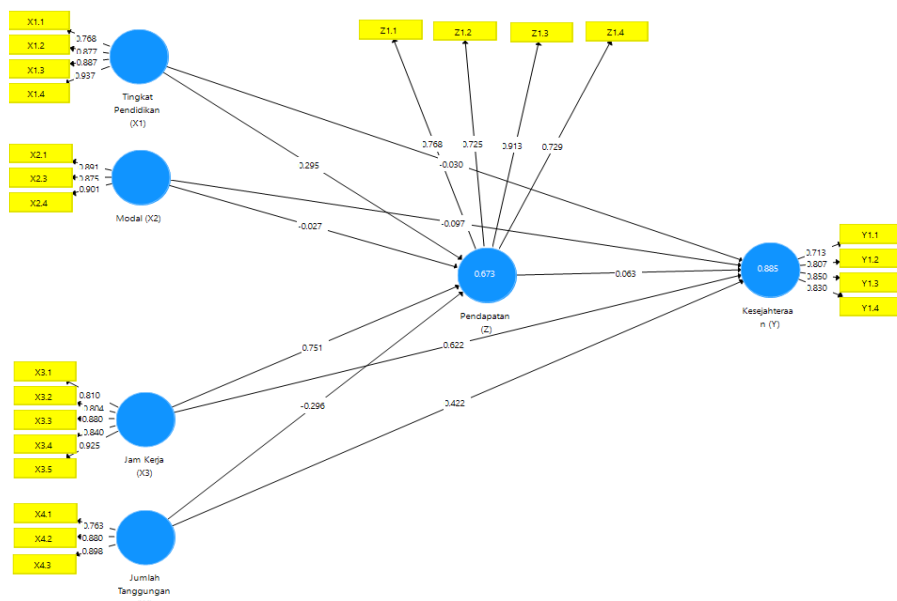 X1.1
0.768
X1.2
0.877
X1.3
0.887
X1.4
0.937
Tingkat
Pendidikan
(X1)
X2.1
0.891
X2.3
0.875
X2.4
0.901
Modal (X2)
X3.1
0.810
X3.2
0.804
X3.3
0.880
X3.4
0.840
X3.5
0.925
Jam Kerja
(X3)
X4.1
0.763
X4.2
0.880
X4.3
0.898
Jumlah
Tanggungan
Z1.1
Z1.2
Z1.3
Z1.4
0.768
0.725
0.913
0.729
0.295
-0.030
-0.027
-0.097
0.751
0.622
-0.296
0.422
0.673
Pendapatan
(Z)
0.063
0.885
Kesejahteraa
n (Y)
Y1.1
0.713
Y1.2
0.807
Y1.3
0.850
Y1.4
0.830